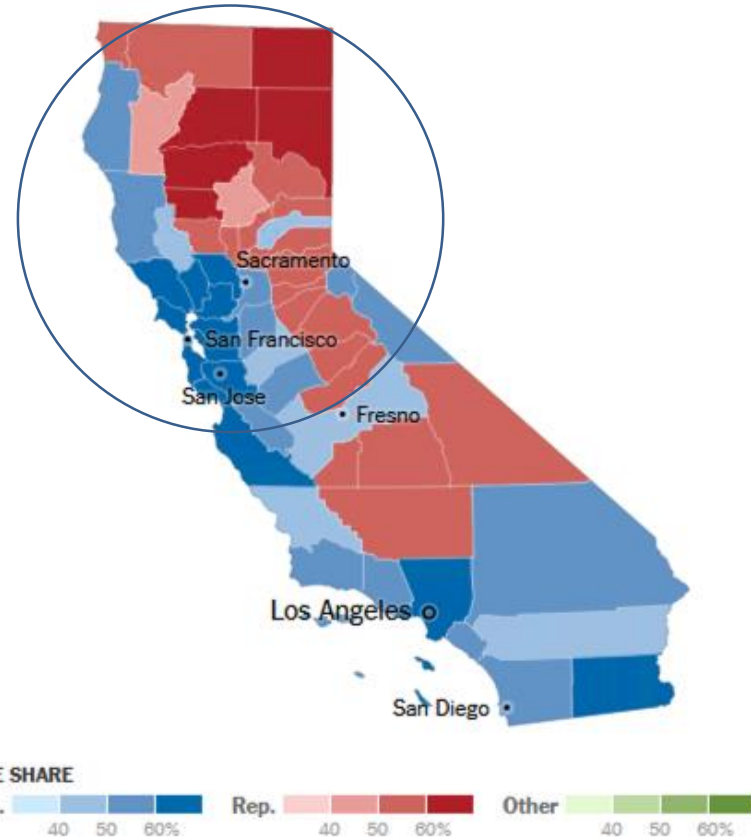 Sacramento
San Francisco
San Jose
Fresno
Los Angeles
San Diego
SHARE
Rep. Other
40 50 60% 40 50 60% 40 50 60%